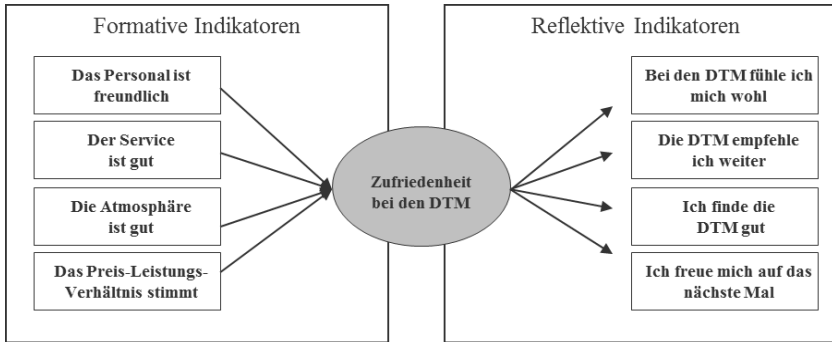 Formative Indikatoren
Das Personal ist
freundlich
Der Service
ist gut
Die Atmosphäre
ist gut
Das Preis-Leistungs-
Verhältnis stimmt
Zufriedenheit
bei den DTM
Reflektive Indikatoren
Bei den DTM fühle ich
mich wohl
Die DTM empfehle
ich weiter
Ich finde die
DTM gut
Ich freue mich auf das
nächste Mal